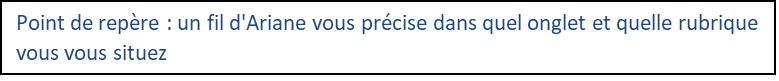 Point de repère : un fil d'Ariane vous précise dans quel onglet et quelle rubrique
vous vous situez